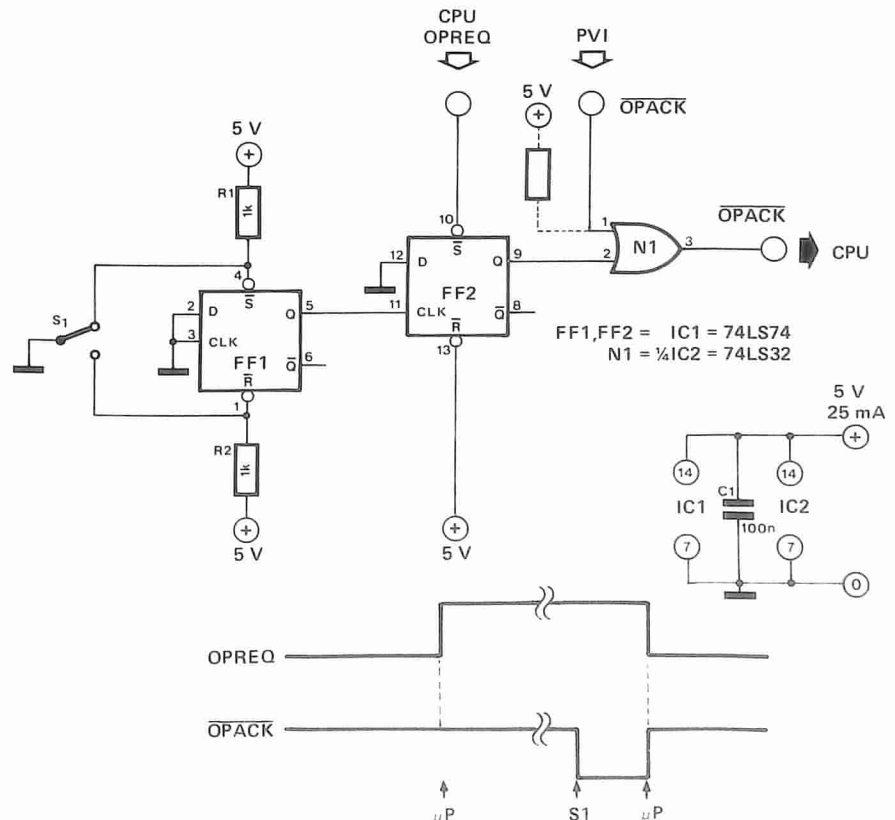 CPU
OPREQ
PVI
5 V
+
OPACK
5 V
+
R1
1k
10
S
12
D
Q
9
FF2
11
CLK
Q
8
R
13
1
2
N1
3
OPACK
CPU
4
S
S1
2
D
Q
5
3
CLK
FF1
Q
6
R
1
R2
1k
+
5 V
+
5 V
FF1,FF2 = IC1 = 74LS74
N1 = ¼IC2 = 74LS32
5 V
25 mA
+
14
14
C1
IC1
IC2
100n
7
7
0
OPREQ
OPACK
µP
S1
µP